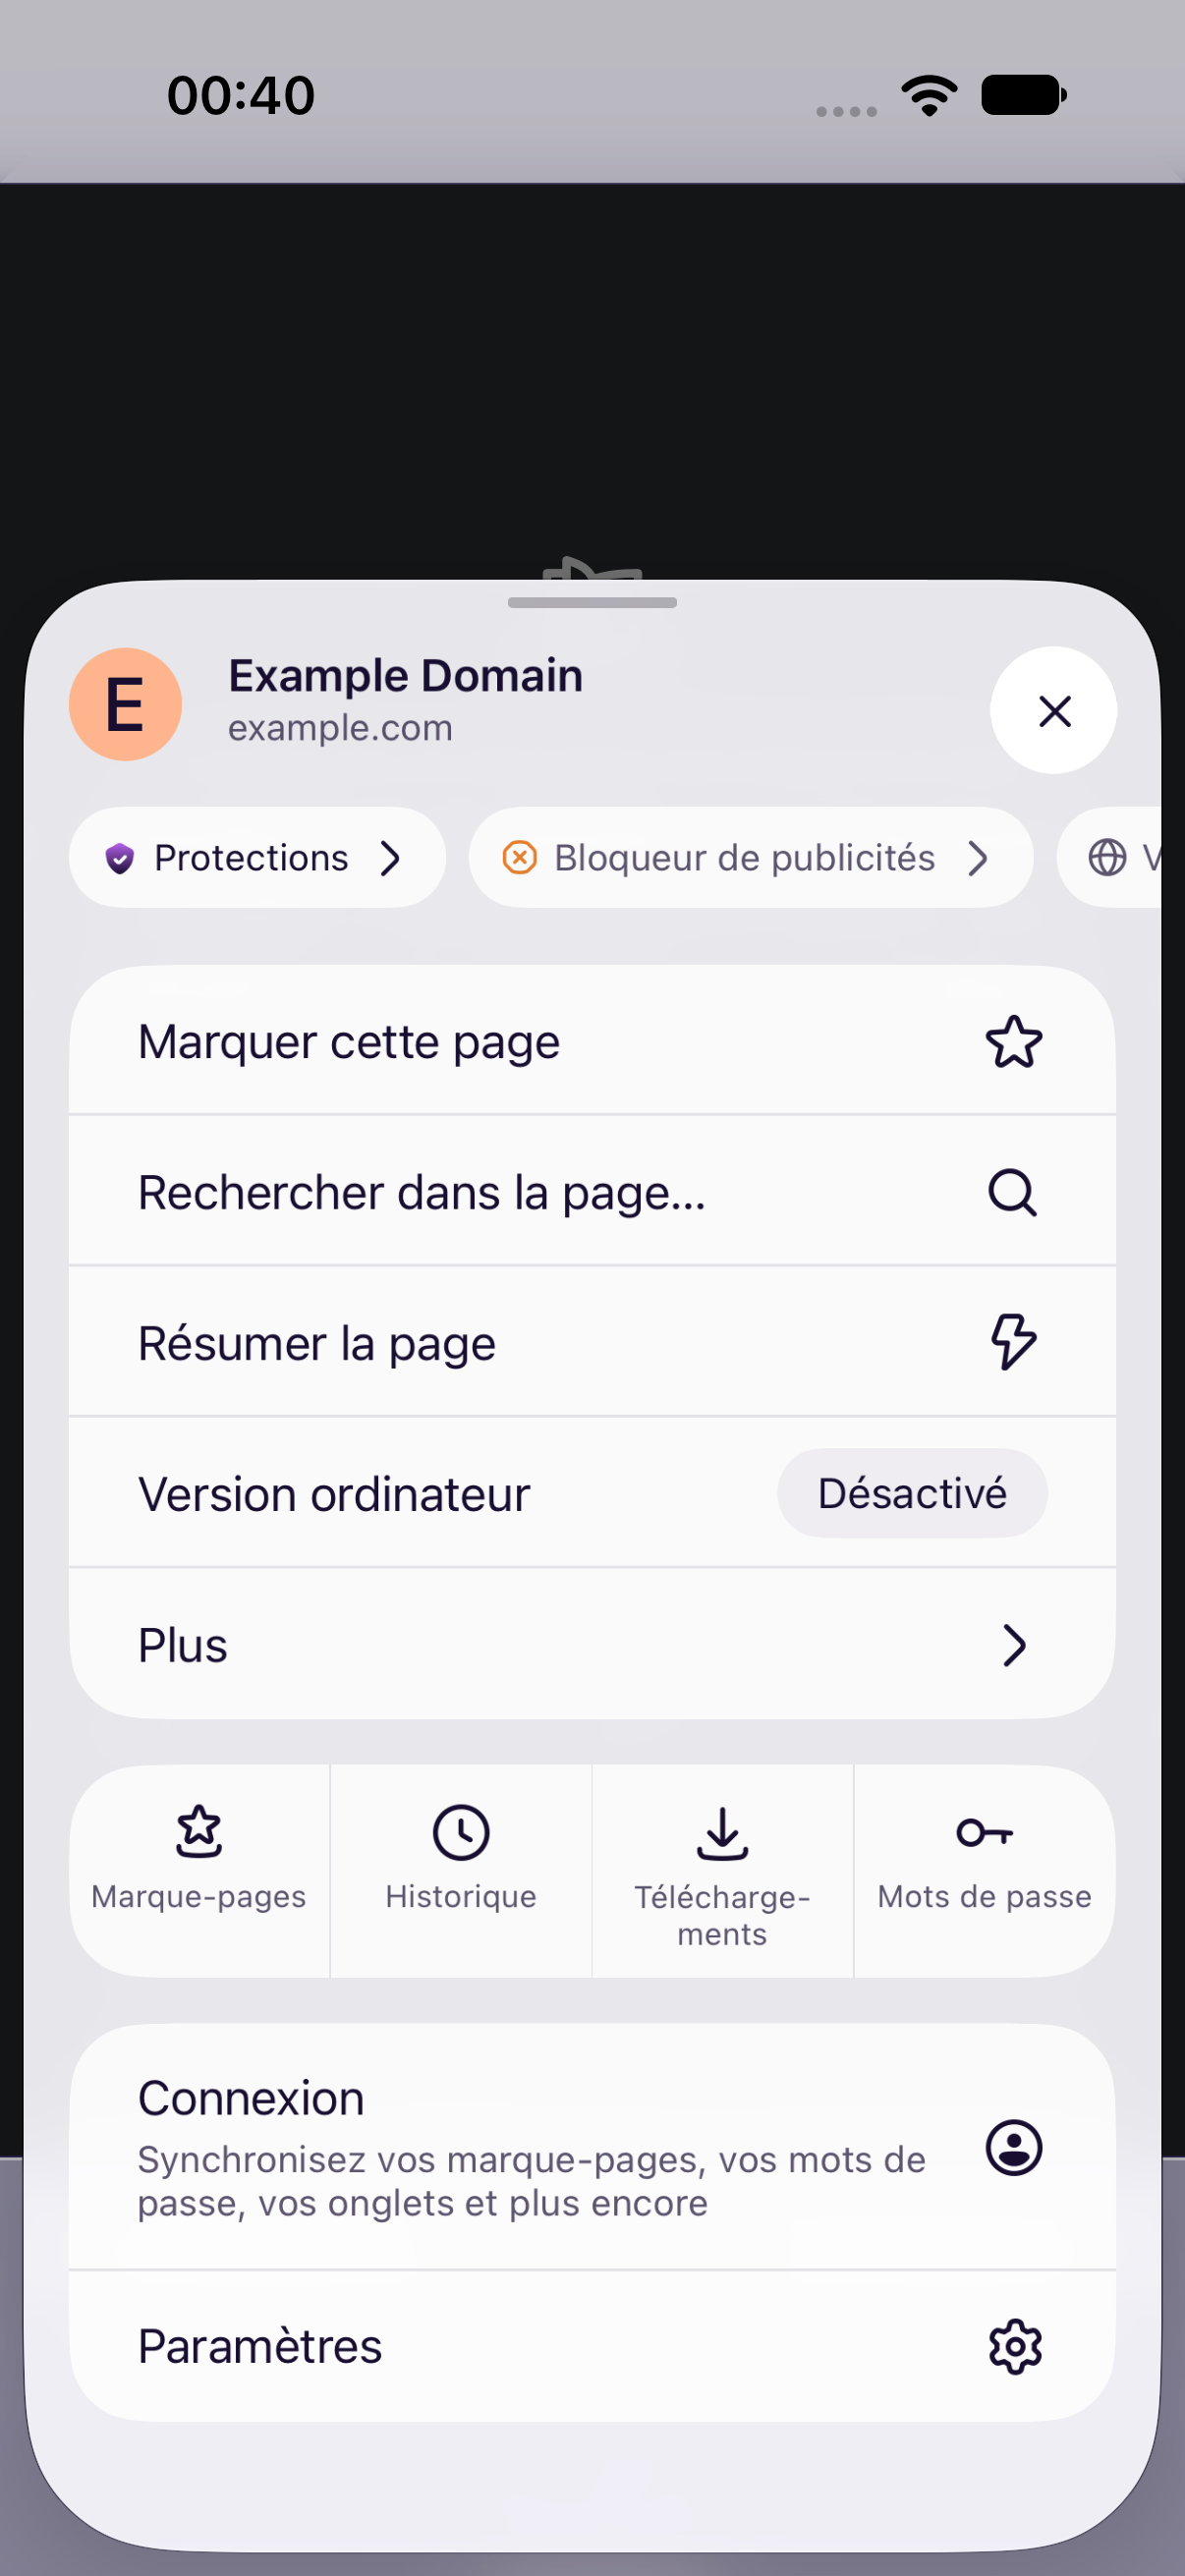 00:40
E
Example Domain
example.com
Protections
Bloqueur de publicités
V
Marquer cette page
Rechercher dans la page...
Résumer la page
Version ordinateur
Désactivé
Plus
Marque-pages
Historique
Télécharge-
ments
Mots de passe
Connexion
Synchronisez vos marque-pages, vos mots de
passe, vos onglets et plus encore
Paramètres